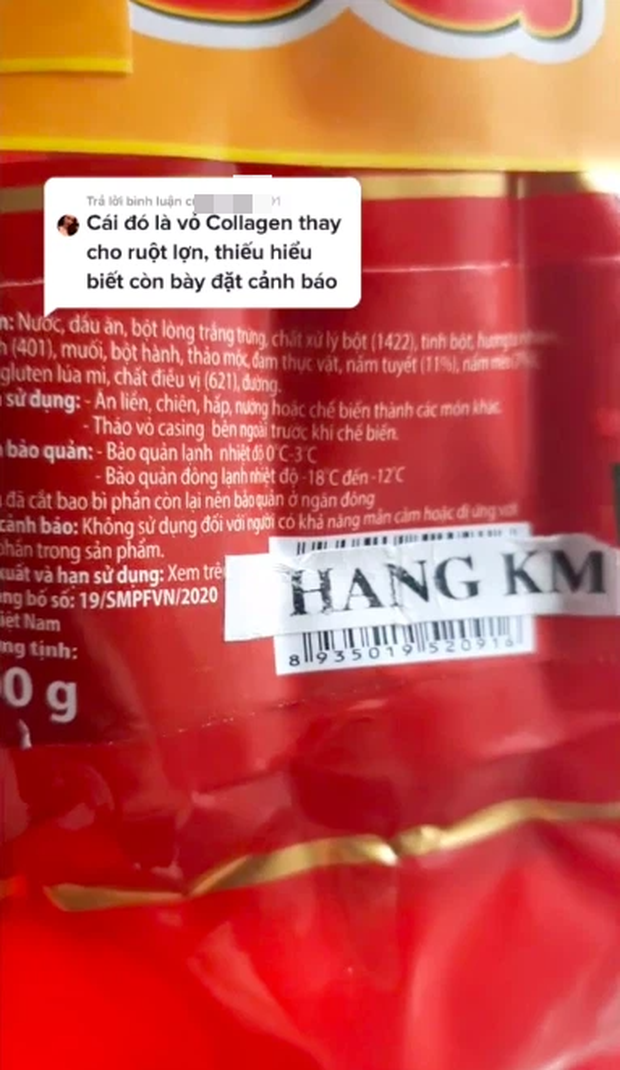 Trả lời bình luận c
Cái đó là vỏ Collagen thay
cho ruột lợn, thiếu hiểu
biết còn bày đặt cảnh báo
n: Nước, dầu ăn, bột lòng trắng trứng, chất xử lý bột (1422), tinh bột,
h (401), muối, bột hành, thảo mộc, đạm thực vật, nấm tuyết (11%),
gluten lúa mì, chất điều vị (621), đường.
sử dụng: - Ăn liền, chiên, hấp, nướng hoặc chế biến thành các món khác
- Tháo vỏ casing bên ngoài trước khi chế biến.
bảo quản: - Bảo quản lạnh nhiệt độ 0°C-3°C
- Bảo quản đông lạnh nhiệt độ -18°C đến -12°C
đã cắt bao bì phần còn lại nên bảo quản ở ngăn đông
cảnh báo: Không sử dụng đối với người có khả năng mẫn cảm hoặc dị ứng với
phần trong sản phẩm.
xuất và hạn sử dụng: Xem trê
ng bố số: 19/SMPFVN/2020
iệt Nam
HANG KM
ng tịnh:
8 935019 520916
0 g